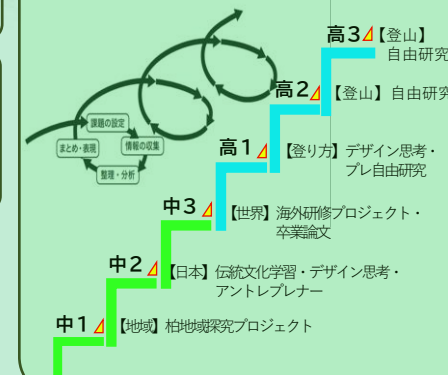 高3【登山】
自由研究
高2【登山】自由研究
高1【登り方】デザイン思考・
プレ自由研究
課題の設定
まとめ・表現
情報の収集
整理・分析
中3【世界】海外研修プロジェクト・
卒業論文
中2【日本】伝統文化学習・デザイン思考・
アントレプレナー
中1【地域】柏地域探究プロジェクト